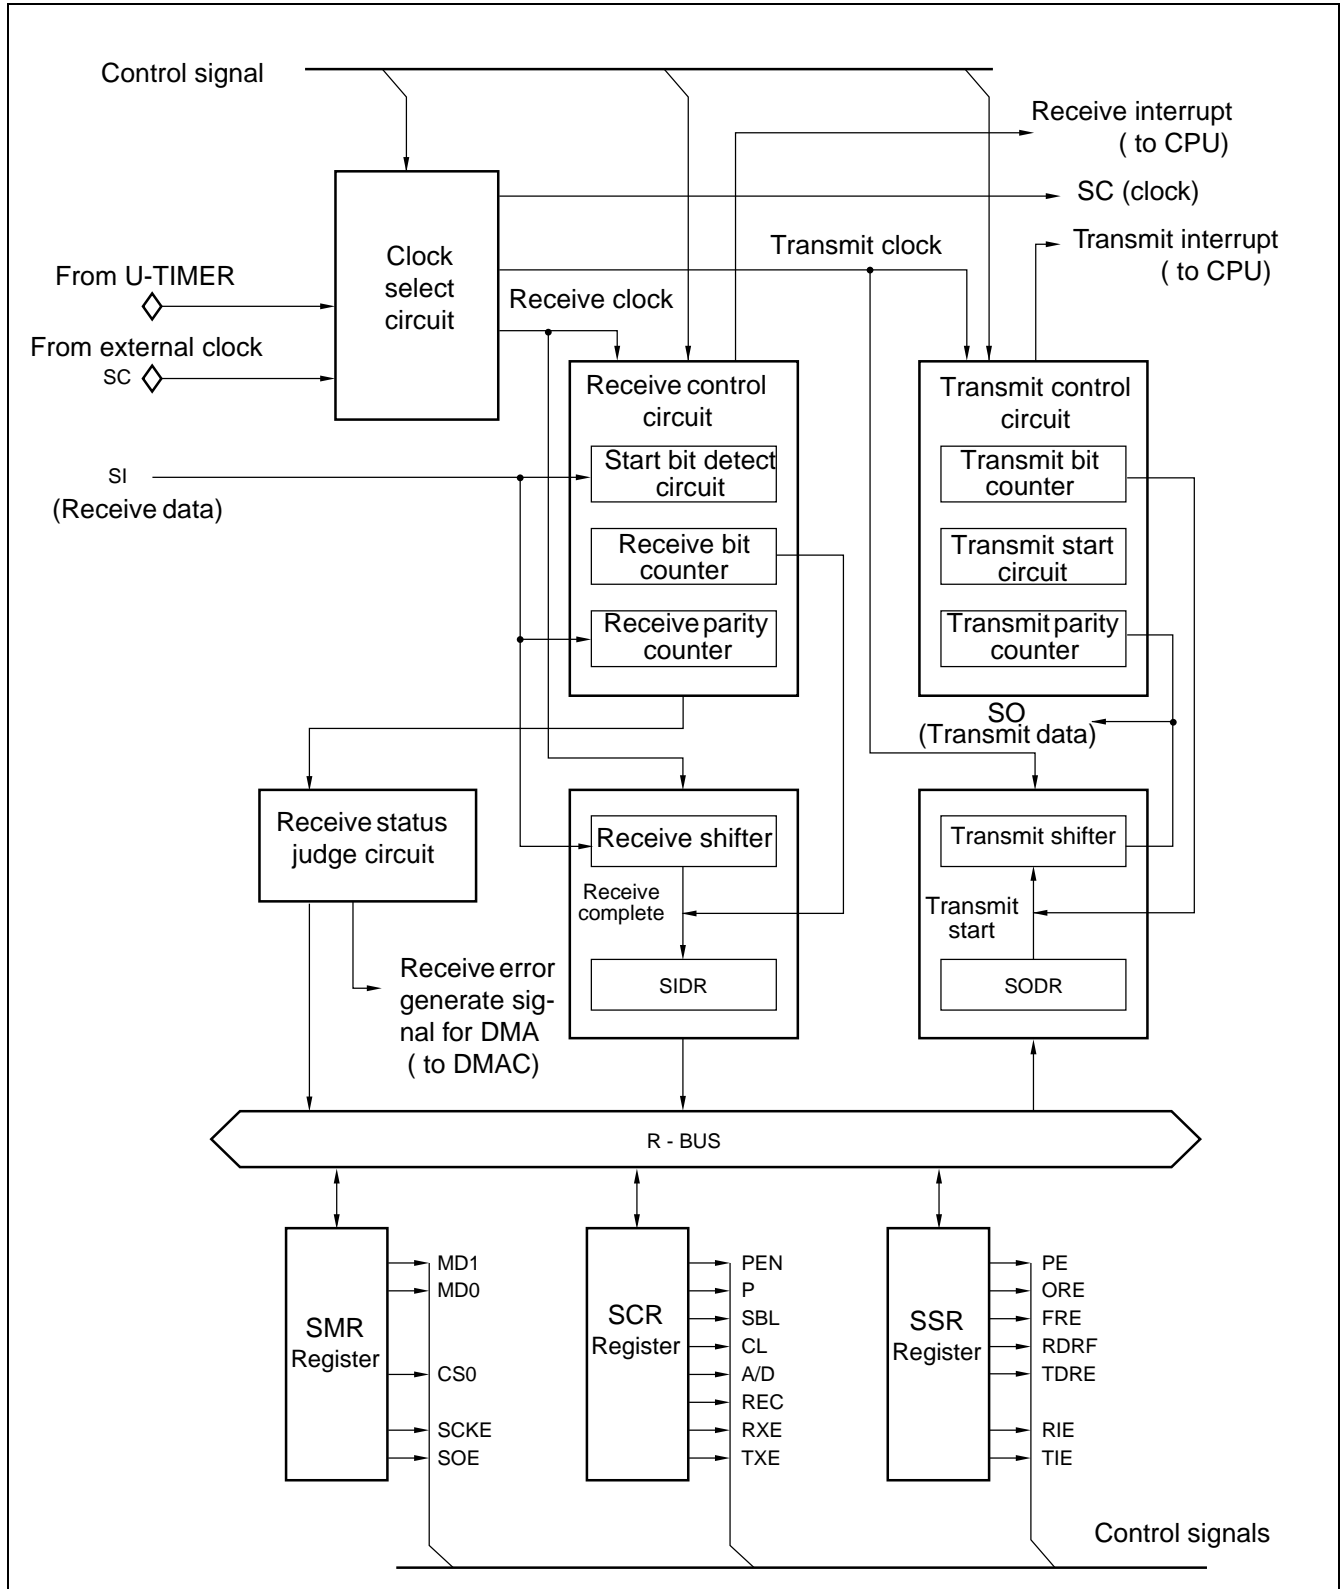 Control signal
Receive interrupt
( to CPU)
SC (clock)
Transmit clock
Transmit interrupt
( to CPU)
Clock
select
circuit
From U-TIMER
Receive clock
From external clock
SC
Receive control
circuit
Start bit detect
circuit
Receive bit
counter
Receive parity
counter
Transmit control
circuit
Transmit bit
counter
Transmit start
circuit
Transmit parity
counter
SI
(Receive data)
SO
(Transmit data)
Receive status
judge circuit
Receive shifter
Receive
complete
SIDR
Transmit shifter
Transmit
start
SODR
Receive error
generate sig-
nal for DMA
( to DMAC)
R - BUS
SMR
Register
MD1
MD0
CS0
SCKE
SOE
SCR
Register
PEN
P
SBL
CL
A/D
REC
RXE
TXE
SSR
Register
PE
ORE
FRE
RDRF
TDRE
RIE
TIE
Control signals